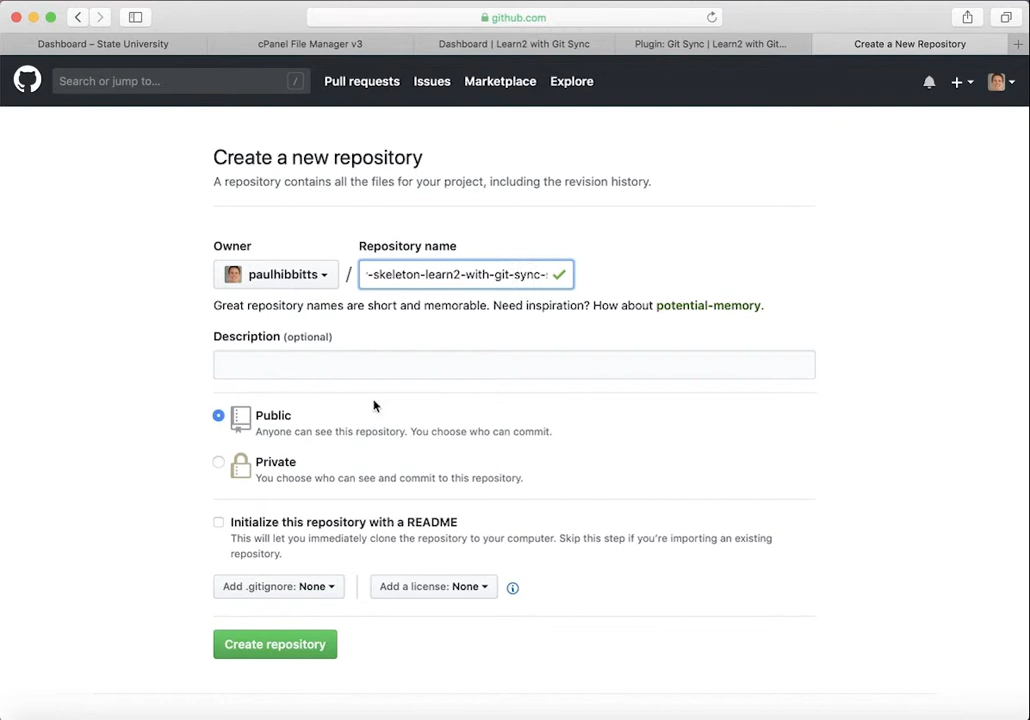 github.com
Dashboard – State University
cPanel File Manager v3
Dashboard | Learn2 with Git Sync
Plugin: Git Sync | Learn2 with Git...
Create a New Repository
Search or jump to...
/
Pull requests
Issues
Marketplace
Explore
Create a new repository
A repository contains all the files for your project, including the revision history.
Owner
Repository name
paulhibbitts
/
-skeleton-learn2-with-git-sync-
Great repository names are short and memorable. Need inspiration? How about potential-memory.
Description (optional)
Public
Anyone can see this repository. You choose who can commit.
Private
You choose who can see and commit to this repository.
Initialize this repository with a README
This will let you immediately clone the repository to your computer. Skip this step if you’re importing an existing
repository.
Add .gitignore: None
Add a license: None
Create repository